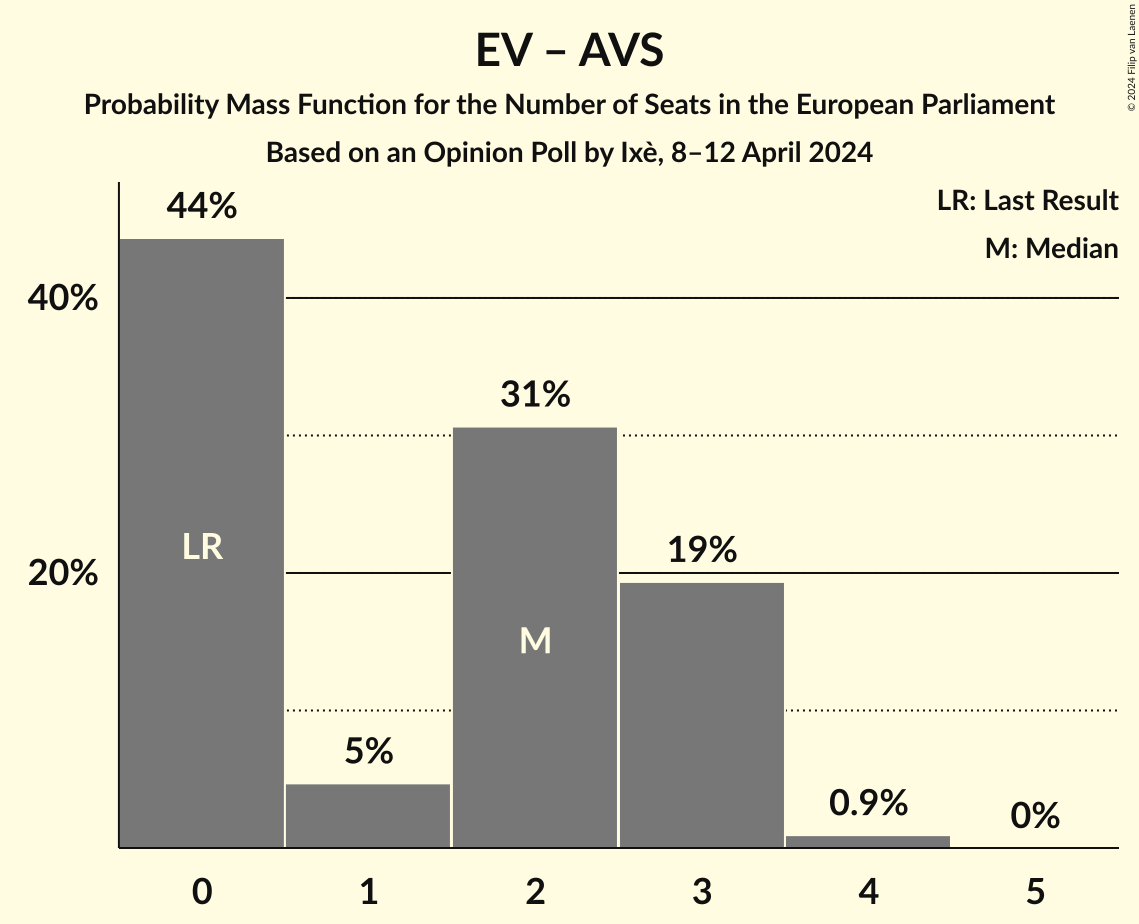 EV – AVS
Probability Mass Function for the Number of Seats in the European Parliament
Based on an Opinion Poll by Ixè, 8–12 April 2024
© 2024 Filip van Laenen
LR: Last Result
M: Median
44%
40%
31%
LR
20%
19%
M
5%
0.9%
0%
0 1 2 3 4 5